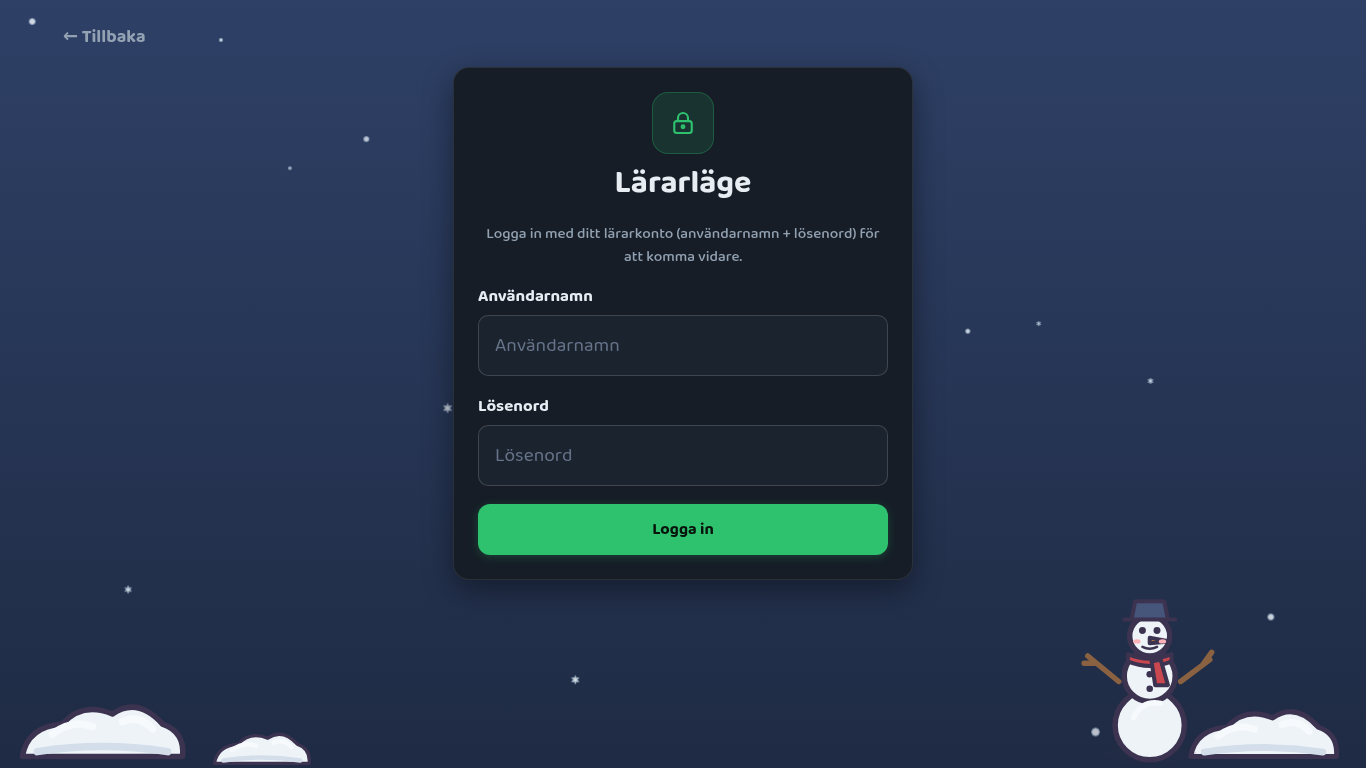 ← Tillbaka
Lärarläge
Logga in med ditt lärarkonto (användarnamn + lösenord) för
att komma vidare.
Användarnamn
Användarnamn
Lösenord
Lösenord
Logga in